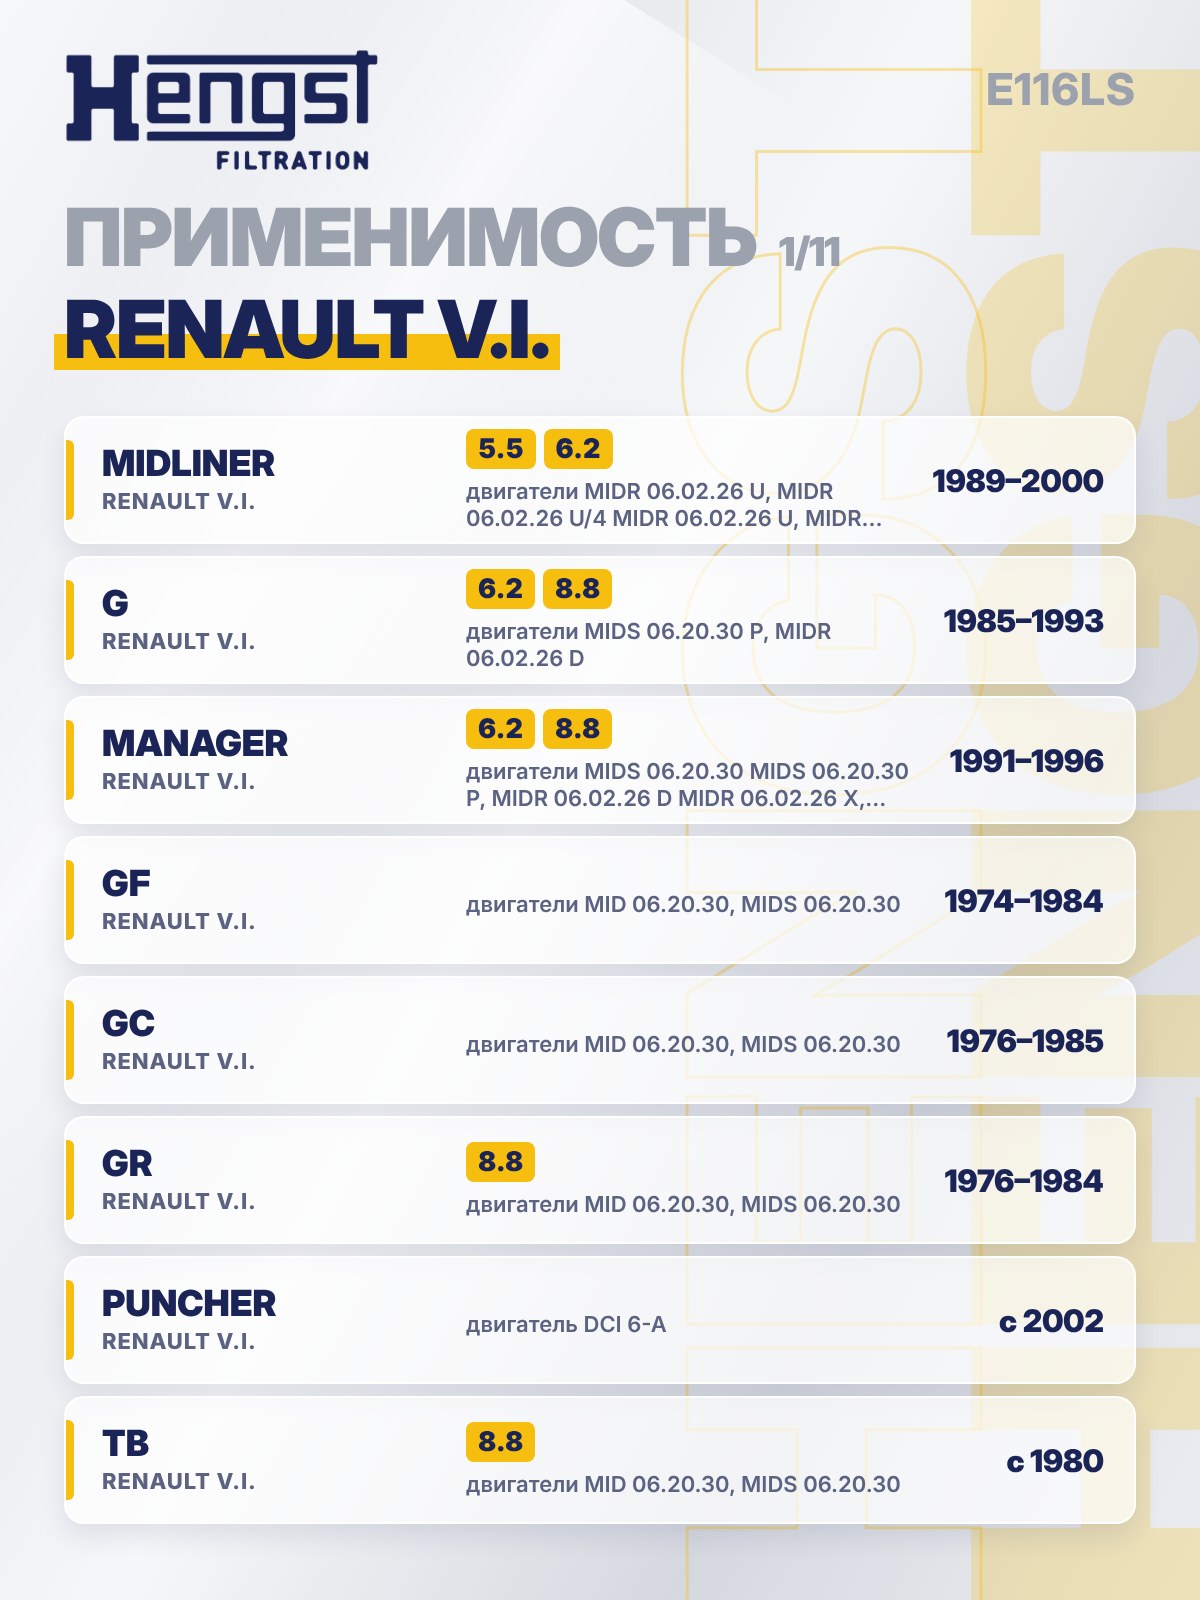 Hengst
FILTRATION
E116LS
ПРИМЕНИМОСТЬ 1/11
RENAULT V.I.
MIDLINER
RENAULT V.I.
5.5 6.2
двигатели MIDR 06.02.26 U, MIDR
06.02.26 U/4 MIDR 06.02.26 U, MIDR...
1989–2000
G
RENAULT V.I.
6.2 8.8
двигатели MIDS 06.20.30 P, MIDR
06.02.26 D
1985–1993
MANAGER
RENAULT V.I.
6.2 8.8
двигатели MIDS 06.20.30 MIDS 06.20.30
P, MIDR 06.02.26 D MIDR 06.02.26 X,...
1991–1996
GF
RENAULT V.I.
двигатели MID 06.20.30, MIDS 06.20.30
1974–1984
GC
RENAULT V.I.
двигатели MID 06.20.30, MIDS 06.20.30
1976–1985
GR
RENAULT V.I.
8.8
двигатели MID 06.20.30, MIDS 06.20.30
1976–1984
PUNCHER
RENAULT V.I.
двигатель DCI 6-A
с 2002
TB
RENAULT V.I.
8.8
двигатели MID 06.20.30, MIDS 06.20.30
с 1980
HENGST